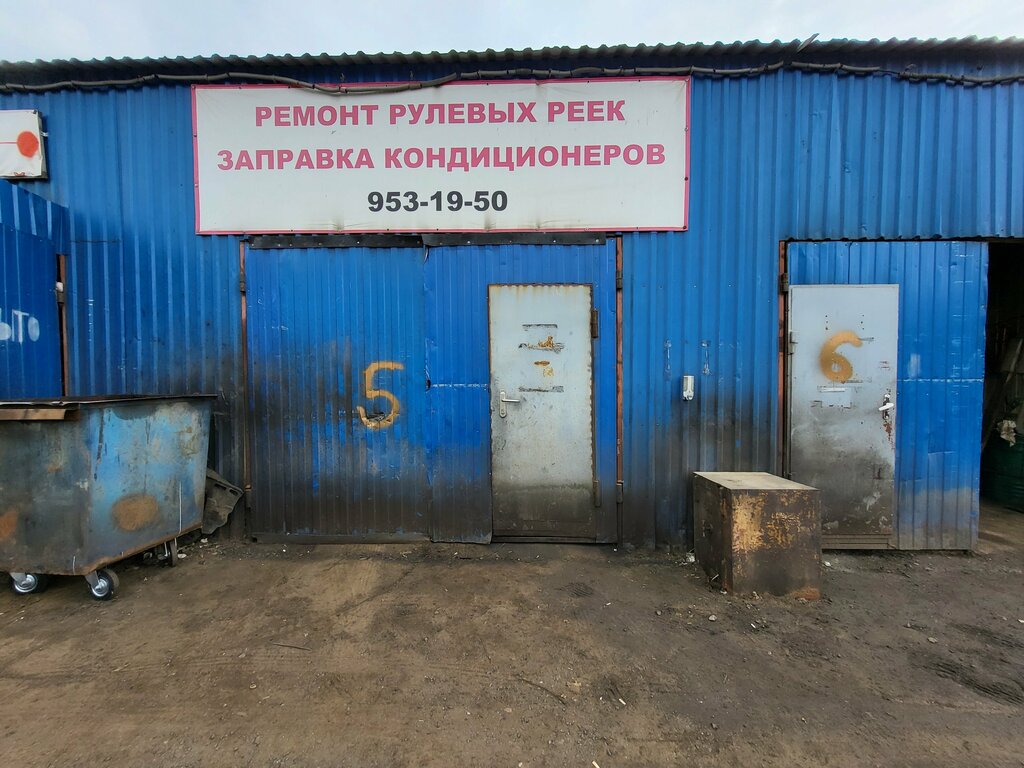 РЕМОНТ РУЛЕВЫХ РЕЕК
ЗАПРАВКА КОНДИЦИОНЕРОВ
953-19-50
5
6